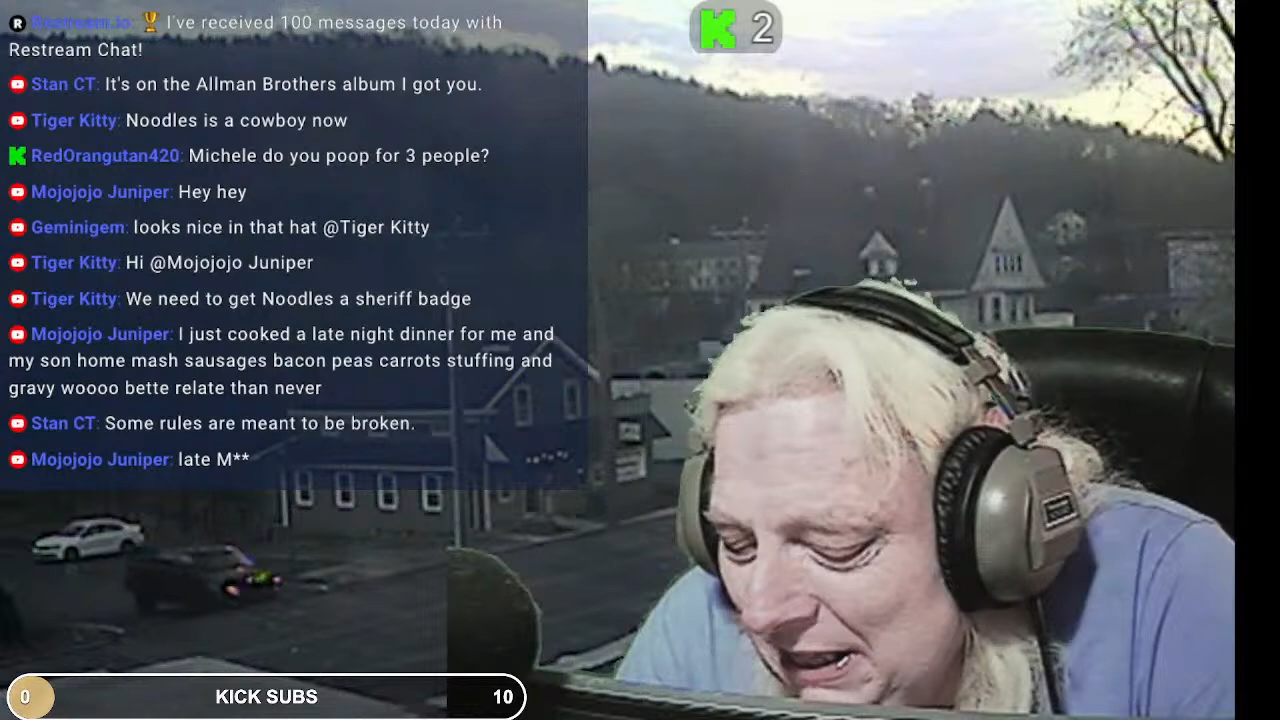 Restream.io: 🏆 I've received 100 messages today with
Restream Chat!
Stan CT: It's on the Allman Brothers album I got you.
Tiger Kitty: Noodles is a cowboy now
RedOrangutan420: Michele do you poop for 3 people?
Mojojojo Juniper: Hey hey
Geminigem: looks nice in that hat @Tiger Kitty
Tiger Kitty: Hi @Mojojojo Juniper
Tiger Kitty: We need to get Noodles a sheriff badge
Mojojojo Juniper: I just cooked a late night dinner for me and
my son home mash sausages bacon peas carrots stuffing and
gravy woooo bette relate than never
Stan CT: Some rules are meant to be broken.
Mojojojo Juniper: late M**
K 2
0 KICK SUBS 10